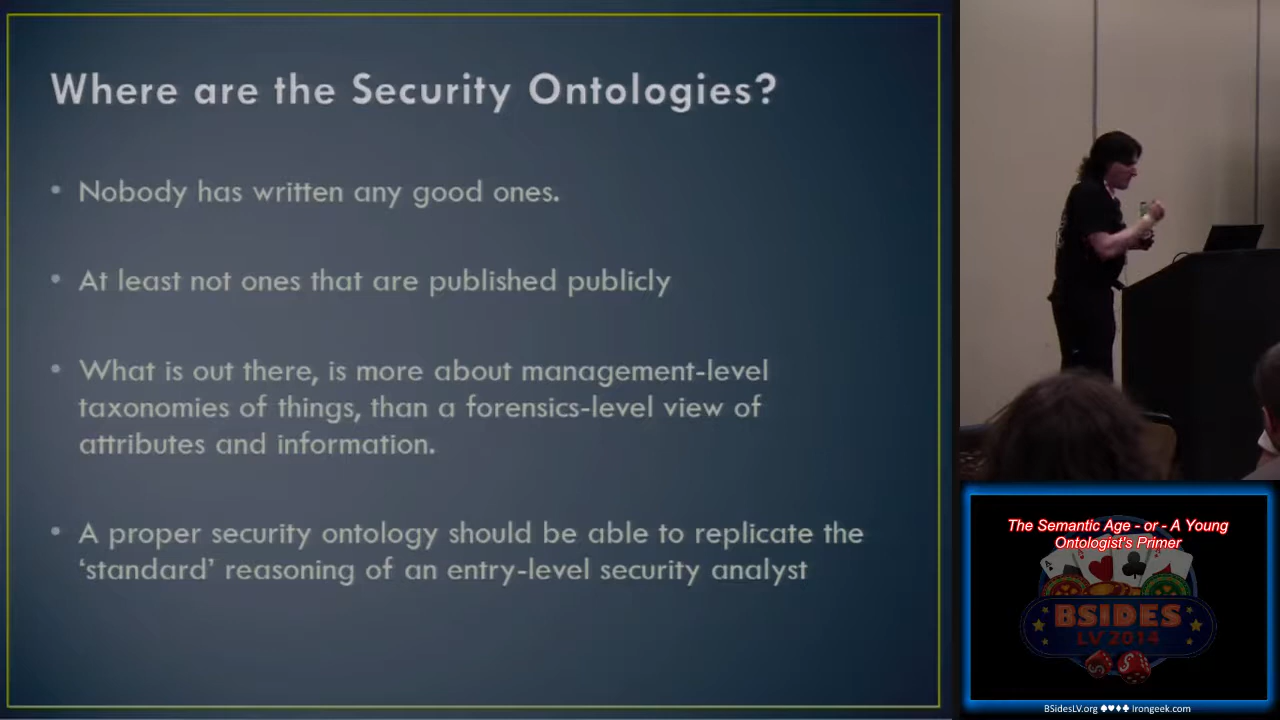 Where are the Security Ontologies?
• Nobody has written any good ones.
• At least not ones that are published publicly
• What is out there, is more about management-level
taxonomies of things, than a forensics-level view of
attributes and information.
• A proper security ontology should be able to replicate the
‘standard’ reasoning of an entry-level security analyst
The Semantic Age - or - A Young
Ontologist's Primer
BSIDES
LV 2014
BSidesLV.org ♠♥♦♣ Irongeek.com